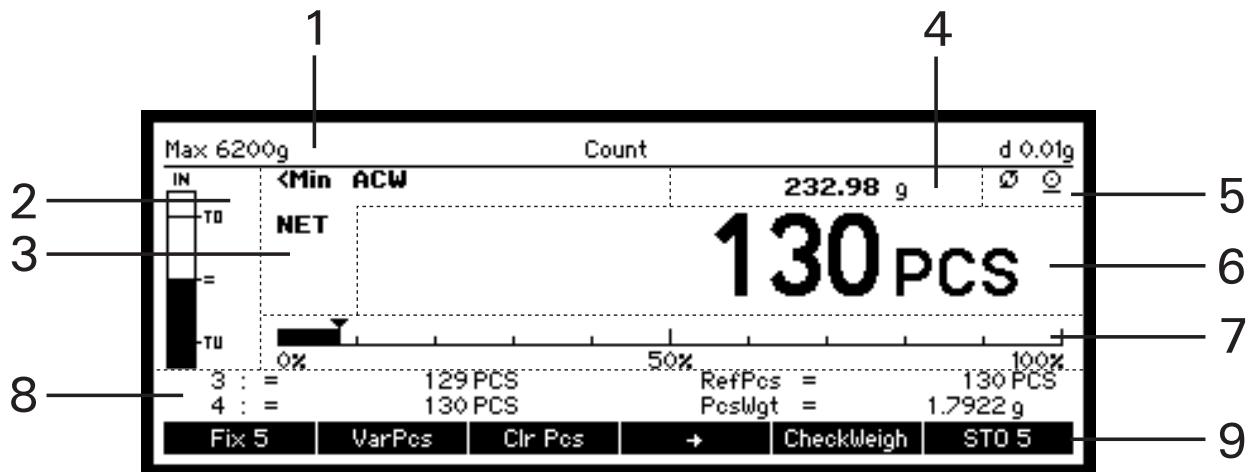 1
4
Max 6200g Count d 0.01g
IN <Min ACW 232.98 g
2 5
TO
NET
130 PCS
3 6
=
TU
7
0% 50% 100%
3 : = 129 PCS RefPcs = 130 PCS
8
4 : = 130 PCS PcsWgt = 1.7922 g
Fix 5 VarPcs Clr Pcs → CheckWeigh STO 5
9